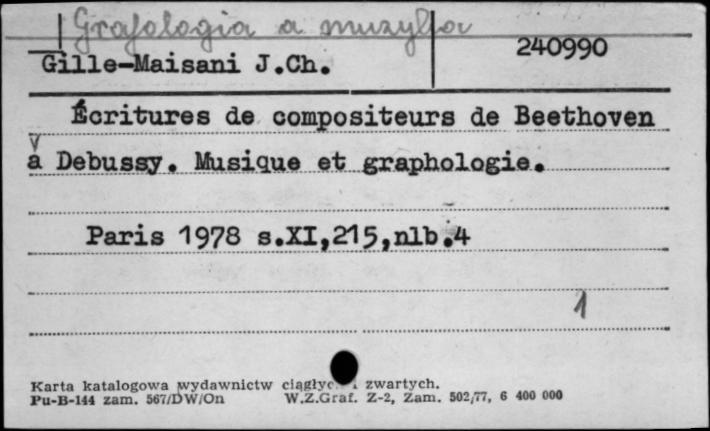 Grafologia a muzyka
Gille-Maisani J.Ch.
240990
Écritures de compositeurs de Beethoven
à Debussy. Musique et graphologie.
Paris 1978 s.XI,215,nlb.4
1
Karta katalogowa wydawnictw zwartych.
Pu-B-144 zam. 567/DW/On W.Z.Graf. Z-2, Zam. 502/77, 6 400 000